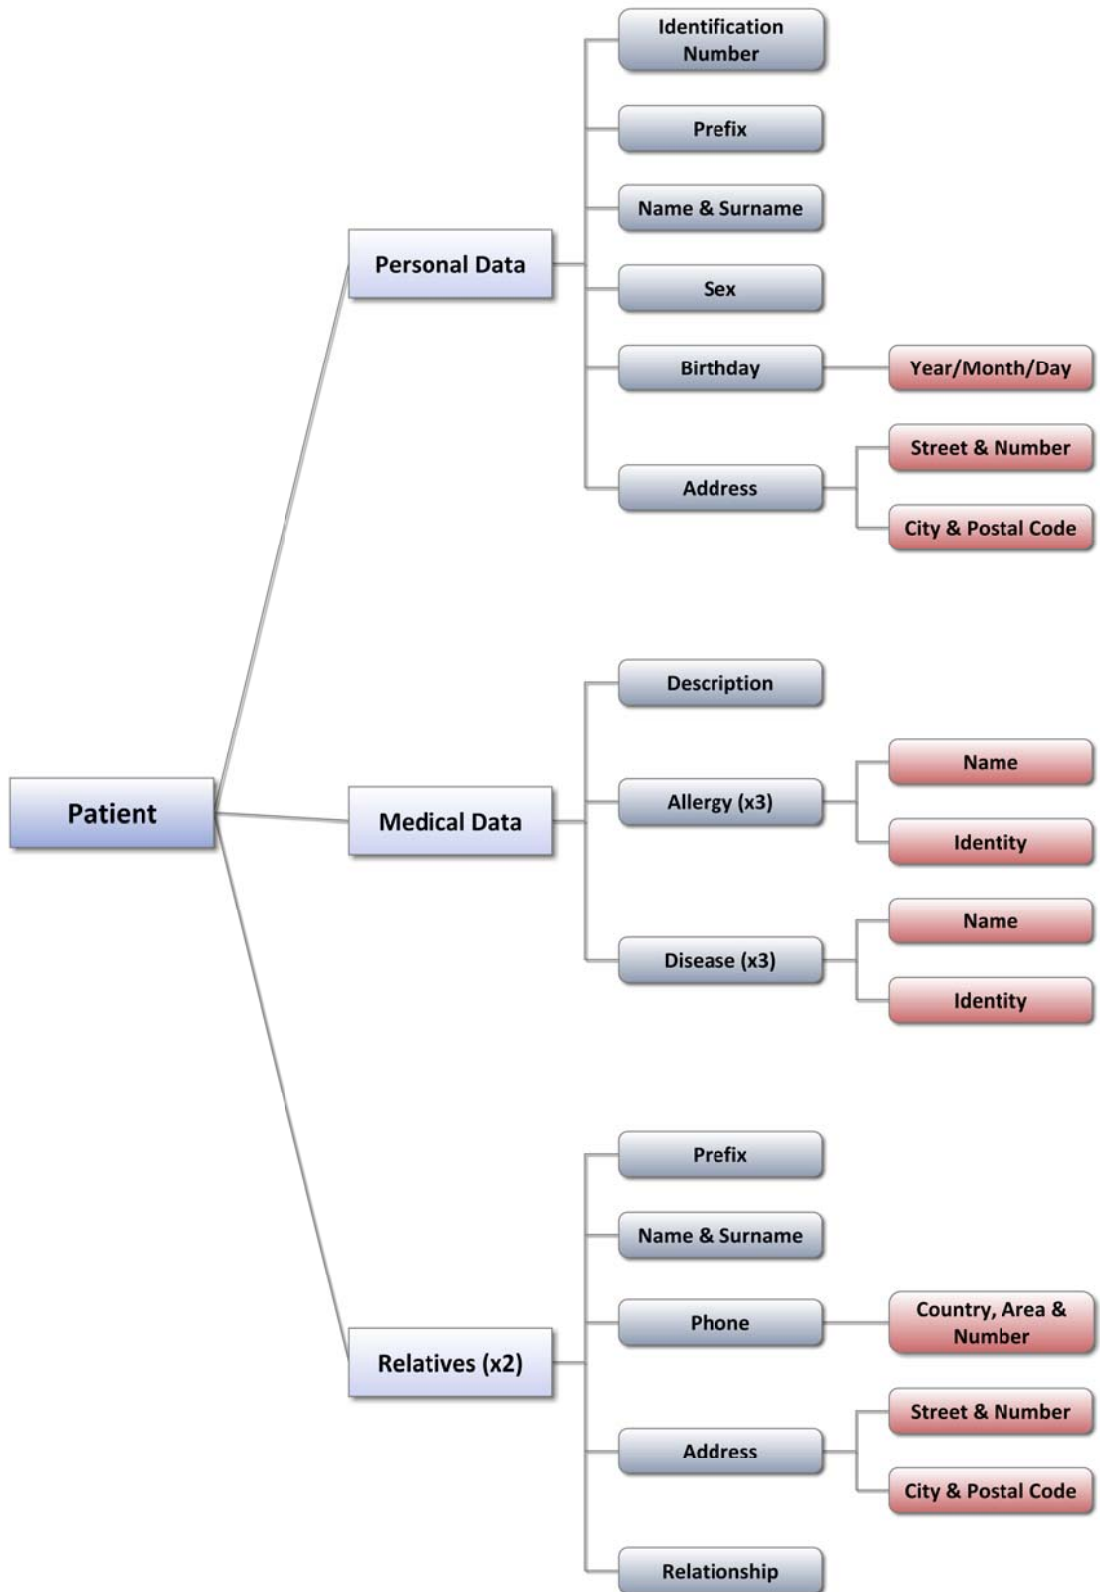 Patient
Personal Data
Identification
Number
Prefix
Name & Surname
Sex
Birthday
Year/Month/Day
Address
Street & Number
City & Postal Code
Medical Data
Description
Allergy (x3)
Name
Identity
Disease (x3)
Name
Identity
Relatives (x2)
Prefix
Name & Surname
Phone
Country, Area &
Number
Address
Street & Number
City & Postal Code
Relationship